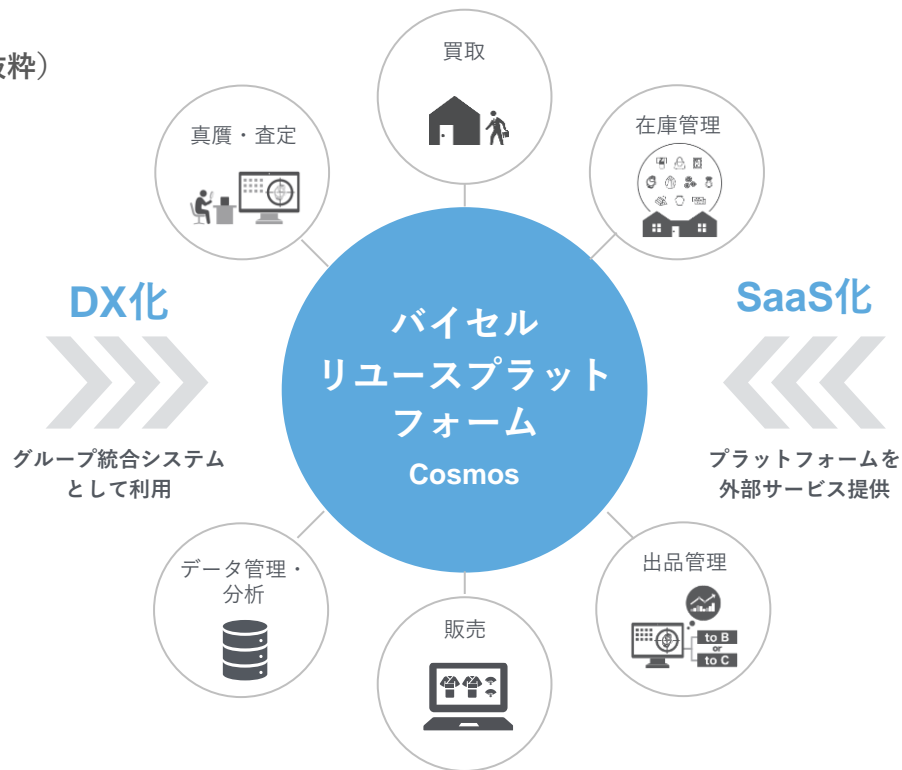 抜粋）
買取
真贋・査定
在庫管理
DX化
SaaS化
バイセル
リユースプラット
フォーム
Cosmos
グループ統合システム
として利用
プラットフォームを
外部サービス提供
データ管理・
分析
出品管理
to B
or
to C
販売